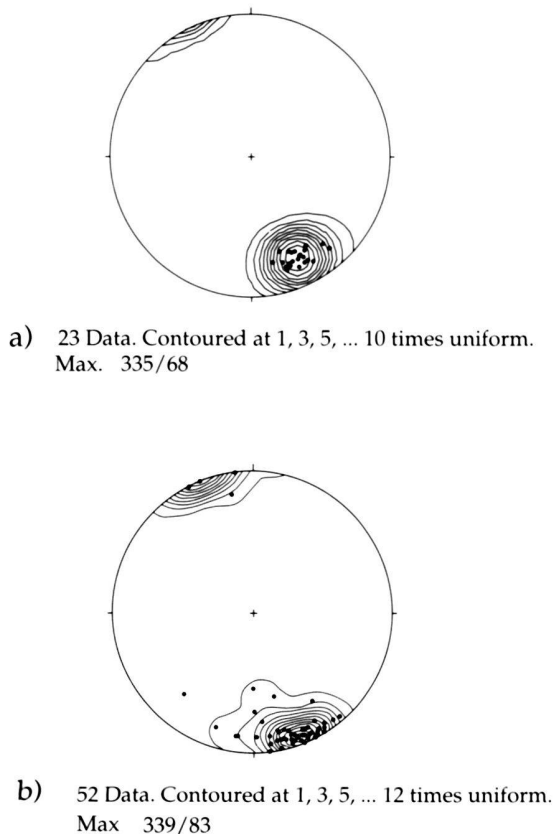 a) 23 Data. Contoured at 1, 3, 5, ... 10 times uniform.
Max. 335/68
b) 52 Data. Contoured at 1, 3, 5, ... 12 times uniform.
Max 339/83